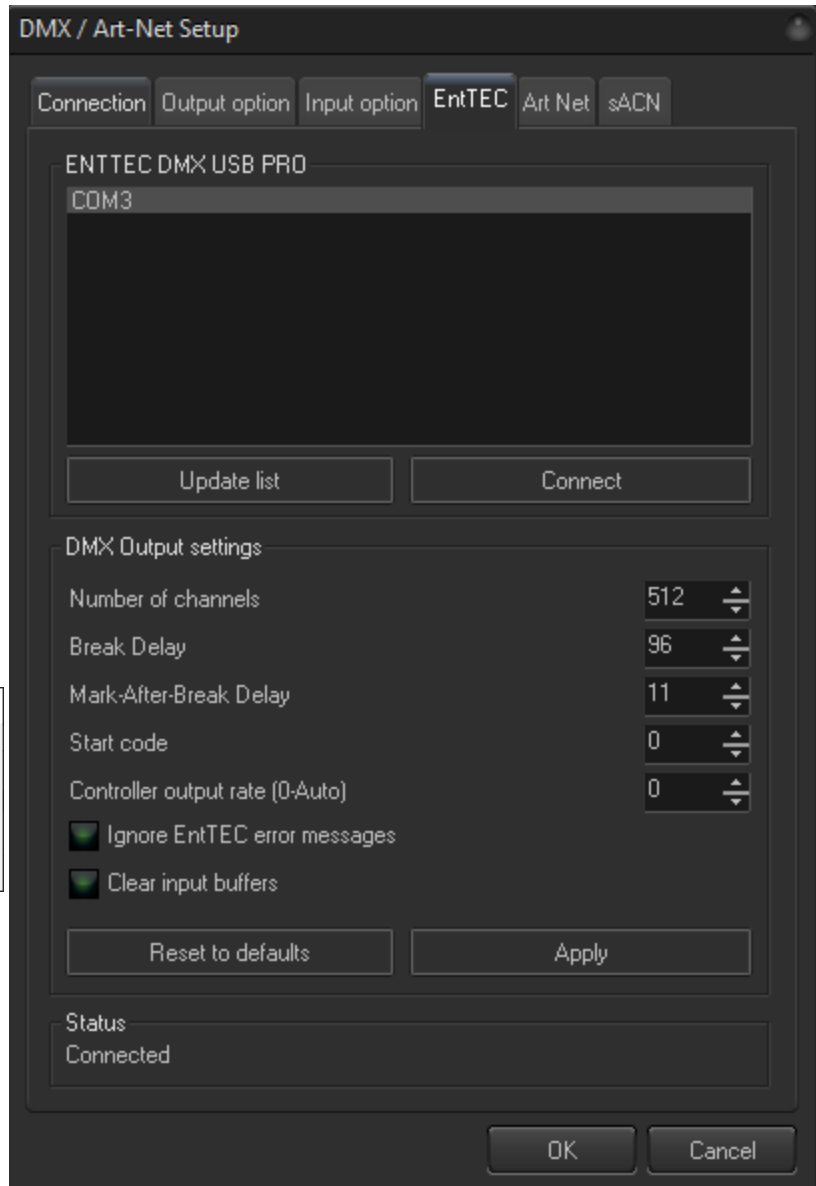 DMX / Art-Net Setup
Connection Output option Input option EntTEC Art Net sACN
ENTTEC DMX USB PRO
COM3
Update list Connect
DMX Output settings
Number of channels 512
Break Delay 96
Mark-After-Break Delay 11
Start code 0
Controller output rate (0-Auto) 0
Ignore EntTEC error messages
Clear input buffers
Reset to defaults Apply
Status
Connected
OK Cancel